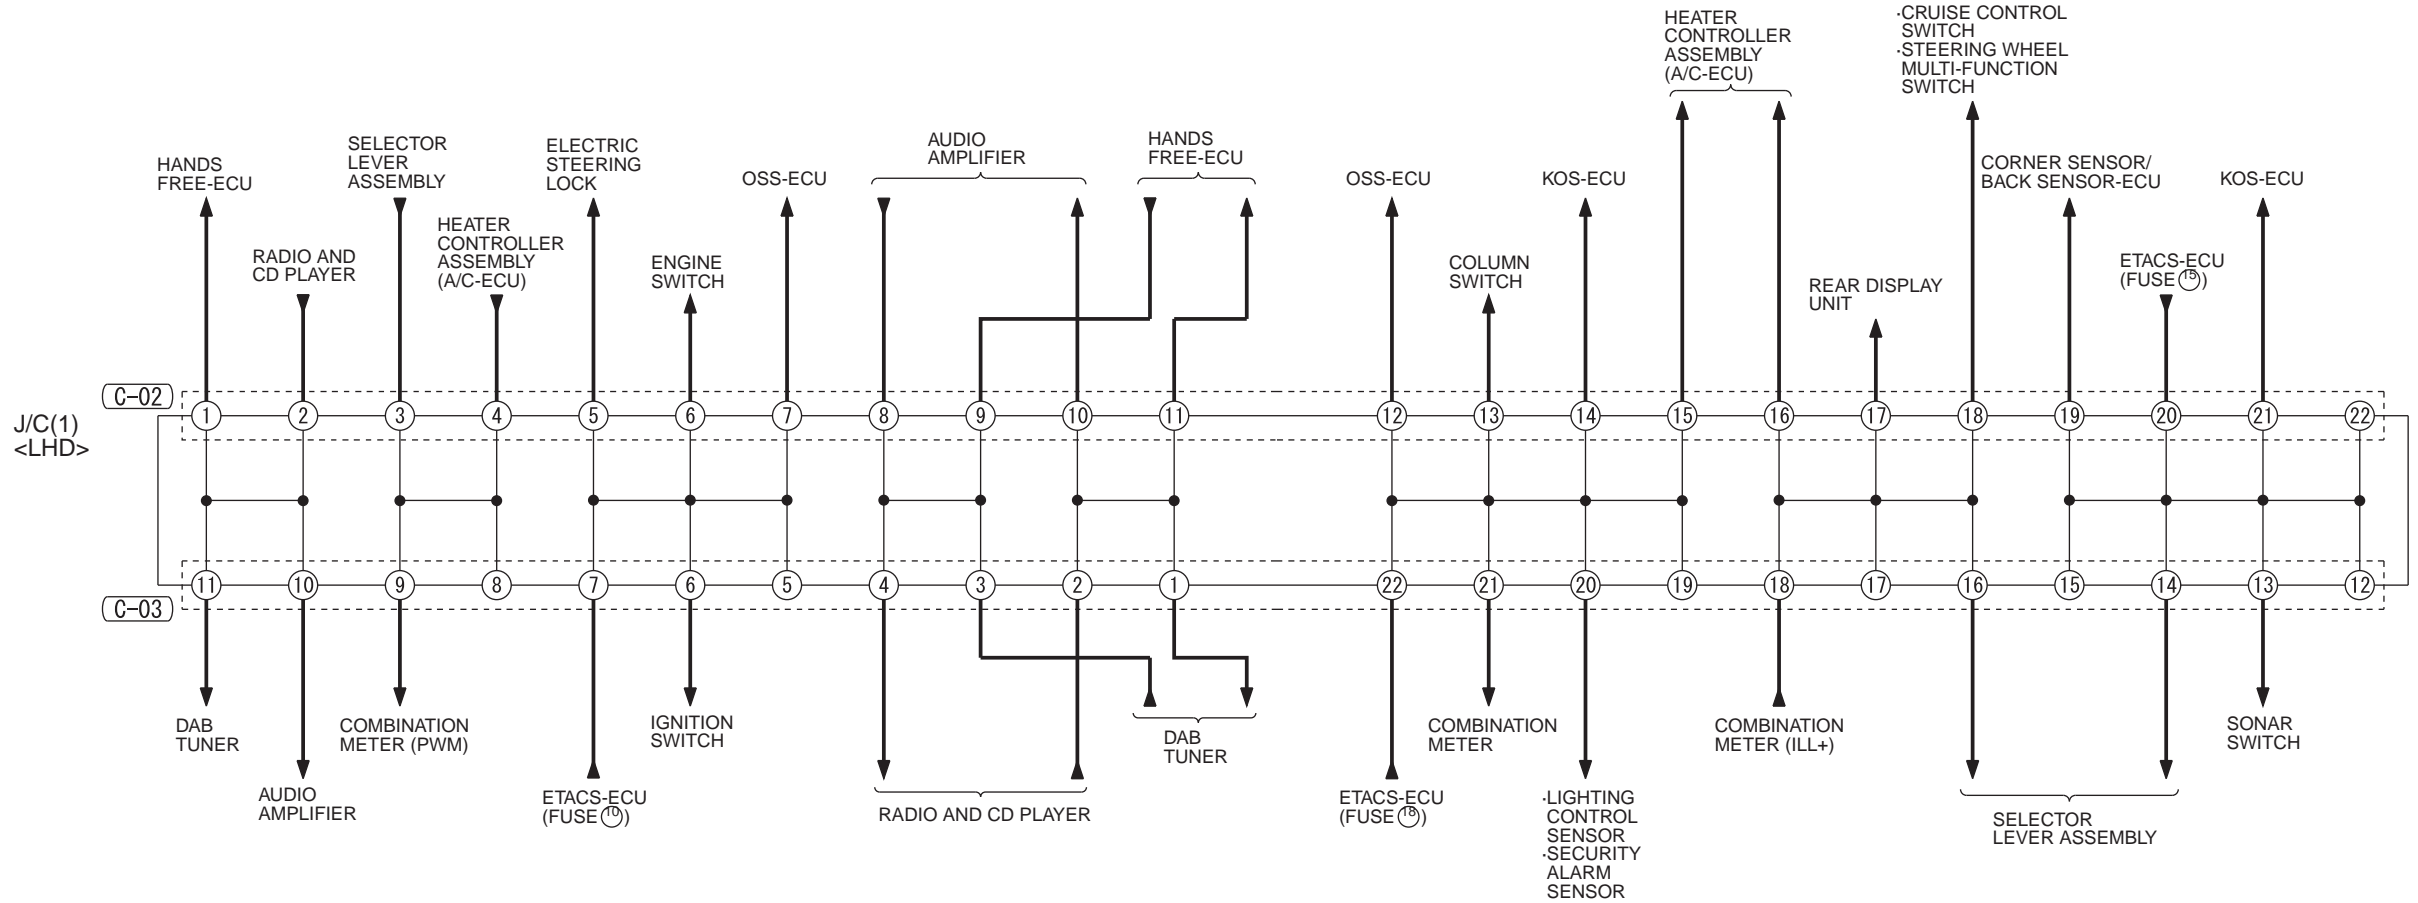 HEATER
CONTROLLER
ASSEMBLY
(A/C-ECU)
·CRUISE CONTROL
SWITCH
·STEERING WHEEL
MULTI-FUNCTION
SWITCH
HANDS
FREE-ECU
SELECTOR
LEVER
ASSEMBLY
ELECTRIC
STEERING
LOCK
OSS-ECU
AUDIO
AMPLIFIER
HANDS
FREE-ECU
OSS-ECU
KOS-ECU
CORNER SENSOR/
BACK SENSOR-ECU
KOS-ECU
RADIO AND
CD PLAYER
HEATER
CONTROLLER
ASSEMBLY
(A/C-ECU)
ENGINE
SWITCH
COLUMN
SWITCH
REAR DISPLAY
UNIT
ETACS-ECU
(FUSE 15)
C-02
J/C(1)
<LHD>
1 2 3 4 5 6 7 8 9 10 11 12 13 14 15 16 17 18 19 20 21 22
11 10 9 8 7 6 5 4 3 2 1 22 21 20 19 18 17 16 15 14 13 12
C-03
DAB
TUNER
AUDIO
AMPLIFIER
COMBINATION
METER (PWM)
ETACS-ECU
(FUSE 10)
IGNITION
SWITCH
RADIO AND CD PLAYER
DAB
TUNER
ETACS-ECU
(FUSE 18)
COMBINATION
METER
·LIGHTING
CONTROL
SENSOR
·SECURITY
ALARM
SENSOR
COMBINATION
METER (ILL+)
SELECTOR
LEVER ASSEMBLY
SONAR
SWITCH